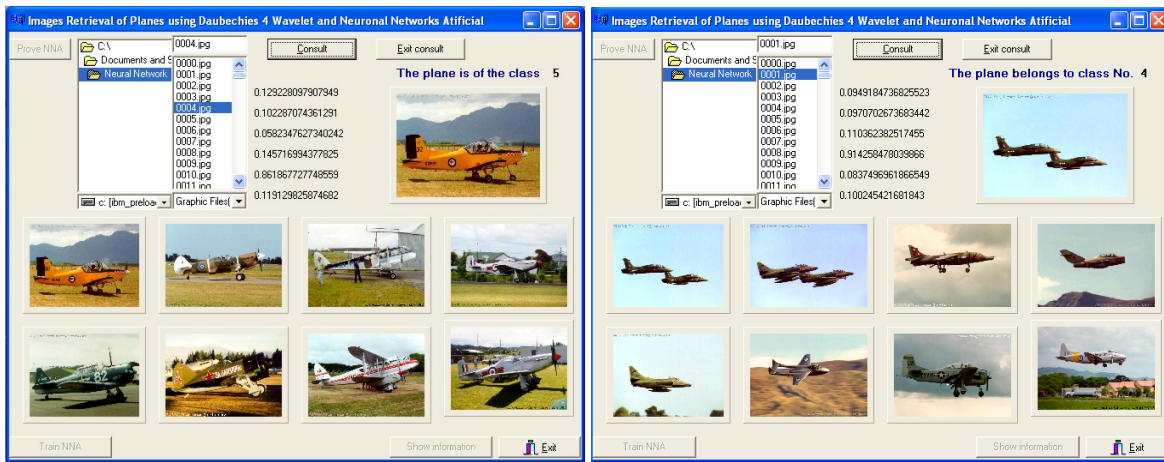 Images Retrieval of Planes using Daubechies 4 Wavelet and Neuronal Networks Atificial
Prove NNA
C:\
Documents and S
Neural Network
0004.jpg
0000.jpg
0001.jpg
0002.jpg
0003.jpg
0004.jpg
0005.jpg
0006.jpg
0007.jpg
0008.jpg
0009.jpg
0010.jpg
0011.jpg
c: [ibm_preloa
Graphic Files(
Consult
Exit consult
The plane is of the class 5
0.129228097907949
0.102287074361291
0.0582347627340242
0.145716994377825
0.861867727748559
0.119129825874682
Train NNA
Show information
Exit
Images Retrieval of Planes using Daubechies 4 Wavelet and Neuronal Networks Atificial
Prove NNA
C:\
Documents and S
Neural Network
0001.jpg
0000.jpg
0001.jpg
0002.jpg
0003.jpg
0004.jpg
0005.jpg
0006.jpg
0007.jpg
0008.jpg
0009.jpg
0010.jpg
0011.jpg
c: [ibm_preloa
Graphic Files(
Consult
Exit consult
The plane belongs to class No. 4
0.0949184736825523
0.0970702673683442
0.110362382517455
0.914258478039866
0.0837496961866549
0.100245421681843
Train NNA
Show information
Exit